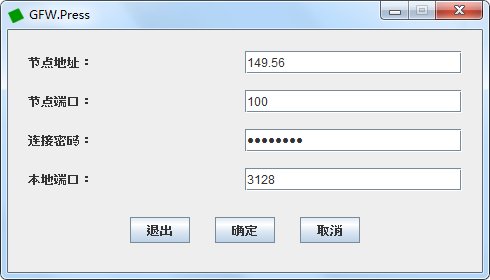 GFW.Press
节点地址： 149.56
节点端口： 100
连接密码： ●●●●●●●●
本地端口： 3128
退出 确定 取消